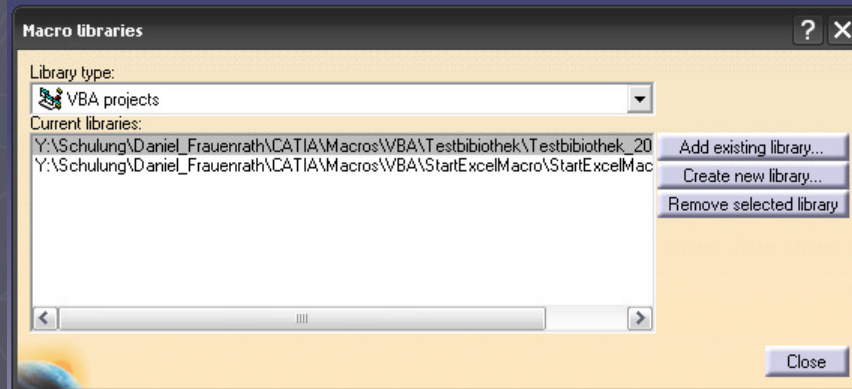 Macro libraries
Library type:
VBA projects
Current libraries:
Y:\Schulung\Daniel_Frauenrath\CATIA\Macros\VBA\Testbibiothek\Testbibiothek_20
Y:\Schulung\Daniel_Frauenrath\CATIA\Macros\VBA\StartExcelMacro\StartExcelMac
Add existing library...
Create new library...
Remove selected library
Close